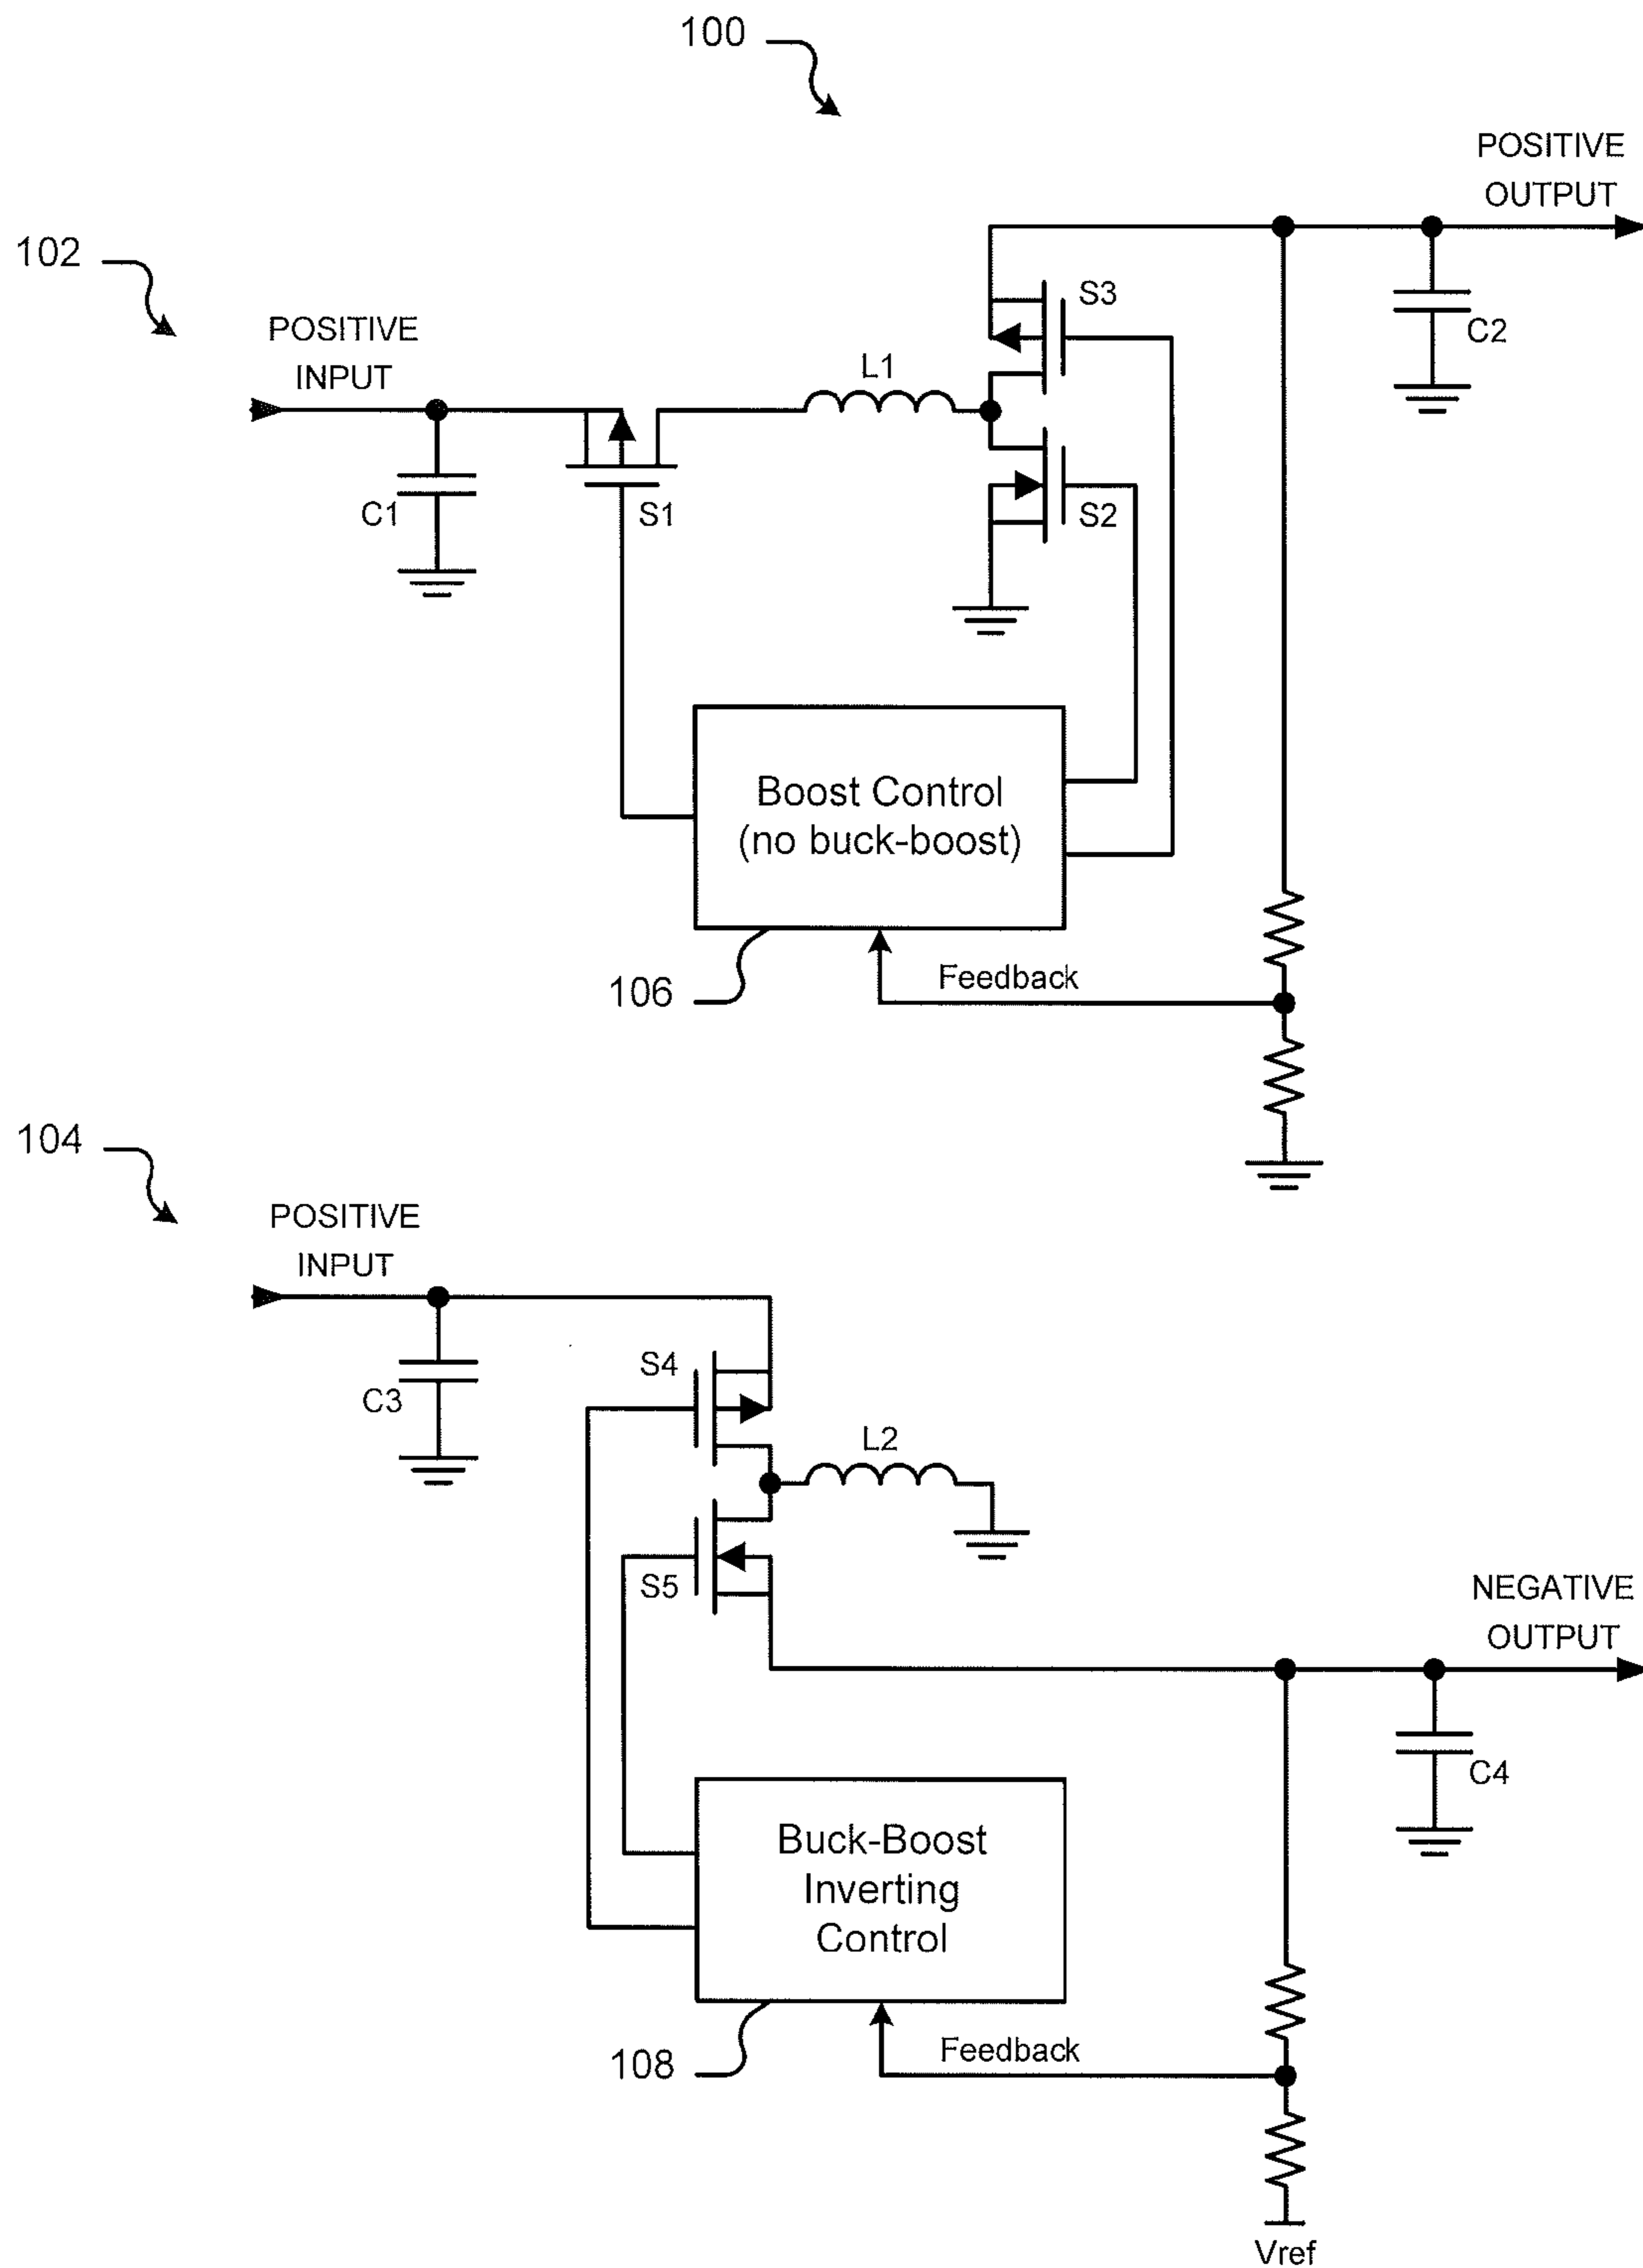 100
POSITIVE
OUTPUT
102
POSITIVE
INPUT
S3
C2
L1
C1
S1
S2
Boost Control
(no buck-boost)
106
Feedback
104
POSITIVE
INPUT
S4
C3
L2
S5
NEGATIVE
OUTPUT
C4
Buck-Boost
Inverting
Control
108
Feedback
Vref